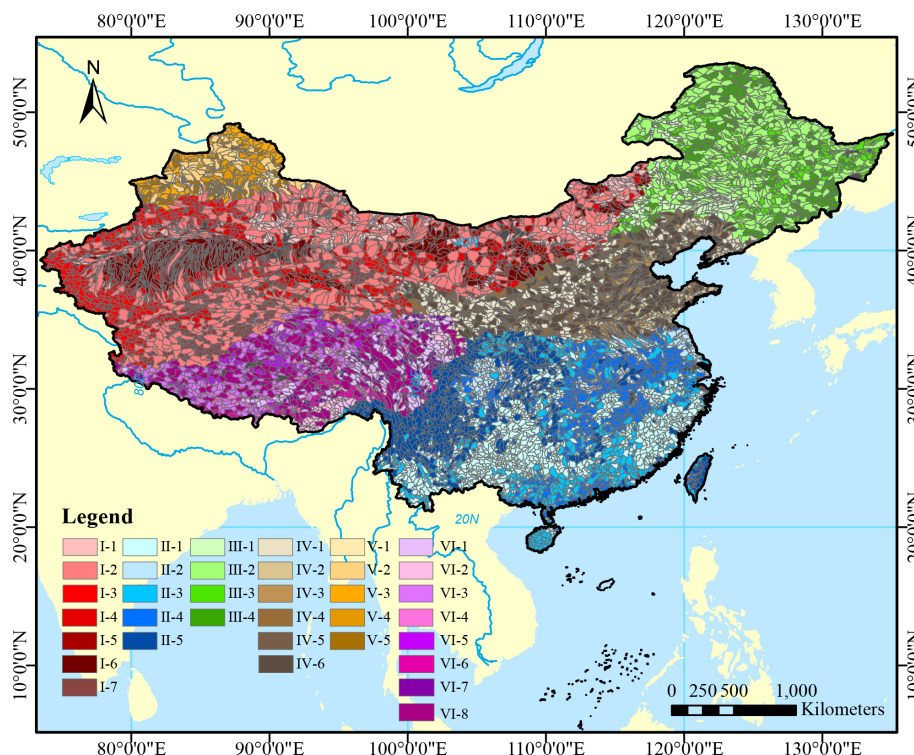 80°0'0"E 90°0'0"E 100°0'0"E 110°0'0"E 120°0'0"E 130°0'0"E
N
50°0'0"N 50°0'0"N
40°0'0"N 40°0'0"N
30°0'0"N 30°0'0"N
20N
20°0'0"N 20°0'0"N
10°0'0"N 10°0'0"N
Legend
I-1 II-1 III-1 IV-1 V-1 VI-1
I-2 II-2 III-2 IV-2 V-2 VI-2
I-3 II-3 III-3 IV-3 V-3 VI-3
I-4 II-4 III-4 IV-4 V-4 VI-4
I-5 II-5 IV-5 V-5 VI-5
I-6 IV-6 VI-6
I-7 VI-7
VI-8
0 250 500 1,000
Kilometers
80°0'0"E 90°0'0"E 100°0'0"E 110°0'0"E 120°0'0"E 130°0'0"E